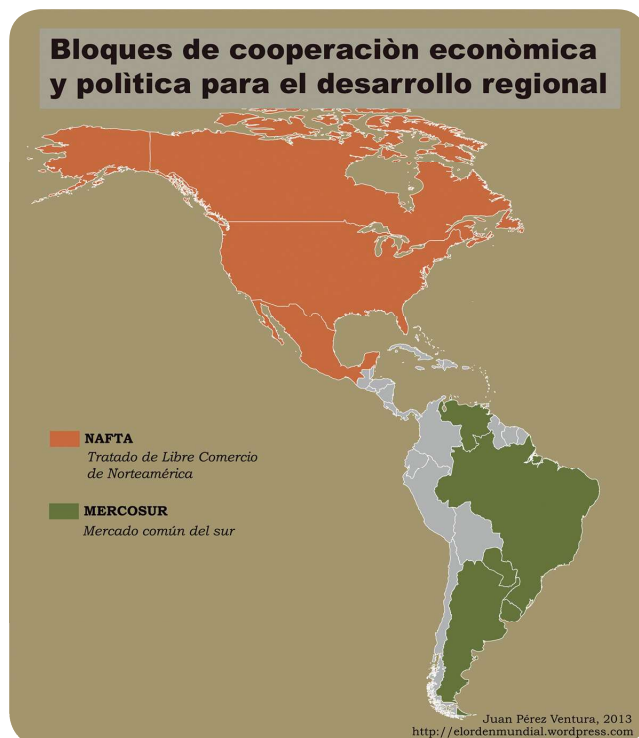 Bloques de cooperaciòn econòmica
y polìtica para el desarrollo regional
NAFTA
Tratado de Libre Comercio
de Norteamérica
MERCOSUR
Mercado común del sur
Juan Pérez Ventura, 2013
http://elordenmundial.wordpress.com